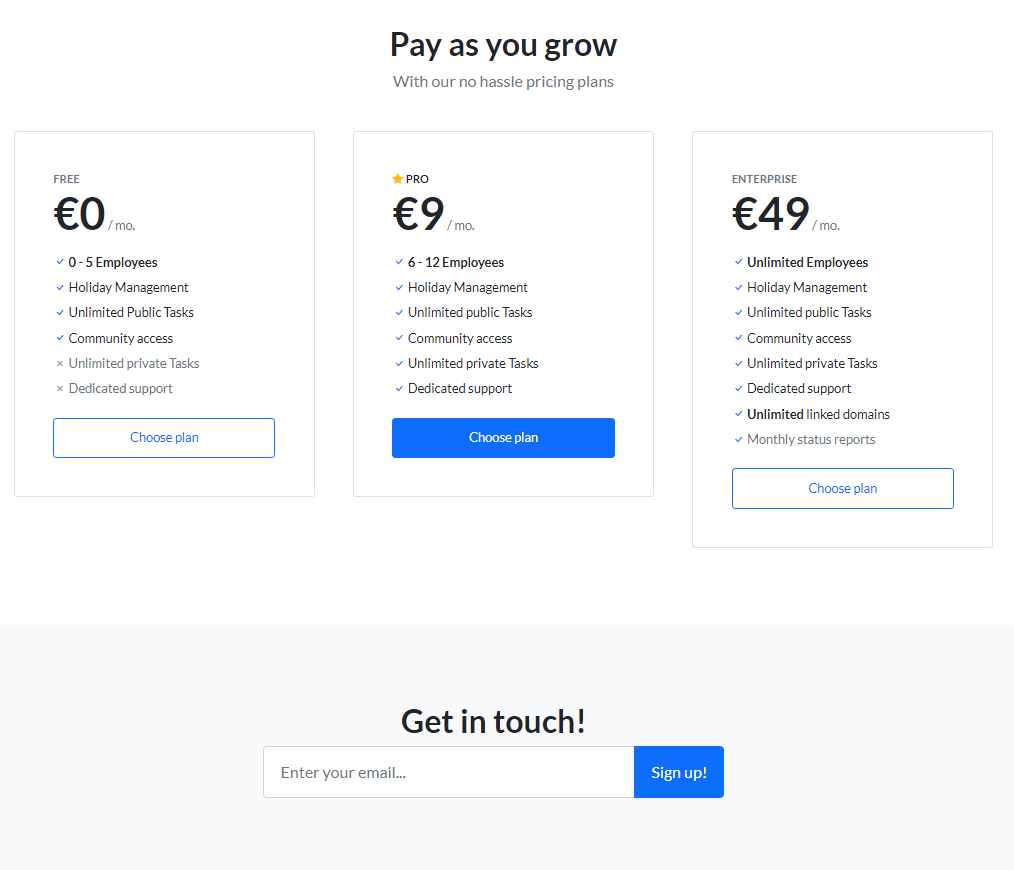 Pay as you grow
With our no hassle pricing plans
FREE
€0 / mo.
0 - 5 Employees
Holiday Management
Unlimited Public Tasks
Community access
Unlimited private Tasks
Dedicated support
Choose plan
PRO
€9 / mo.
6 - 12 Employees
Holiday Management
Unlimited public Tasks
Community access
Unlimited private Tasks
Dedicated support
Choose plan
ENTERPRISE
€49 / mo.
Unlimited Employees
Holiday Management
Unlimited public Tasks
Community access
Unlimited private Tasks
Dedicated support
Unlimited linked domains
Monthly status reports
Choose plan
Get in touch!
Enter your email...
Sign up!